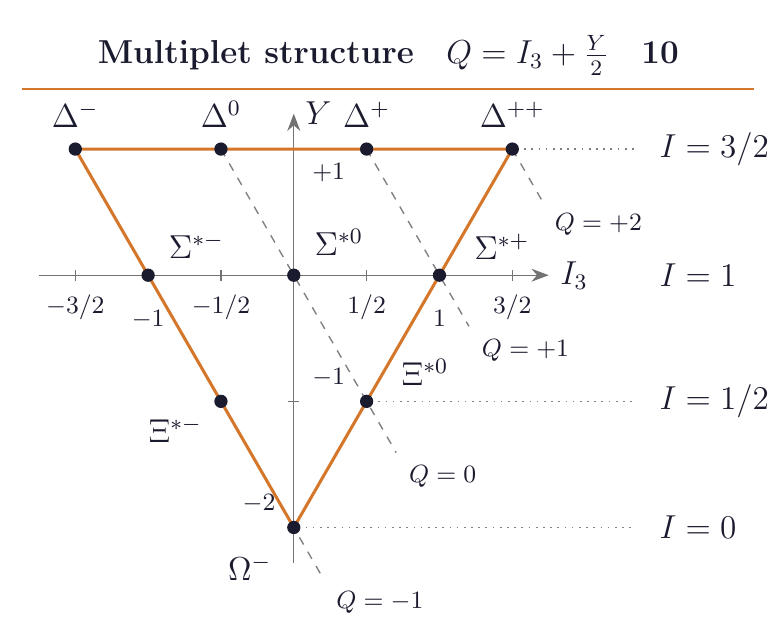 Multiplet structure Q = I₃ + Y/2 10
Δ⁻ Δ⁰ Y Δ⁺ Δ⁺⁺
I = 3/2
+1
Q = +2
Σ*⁻ Σ*⁰ Σ*⁺
I₃ I = 1
−3/2 −1 −1/2 1/2 1 3/2
Q = +1
−1 Ξ*⁰
I = 1/2
Ξ*⁻
Q = 0
−2
I = 0
Ω⁻
Q = −1